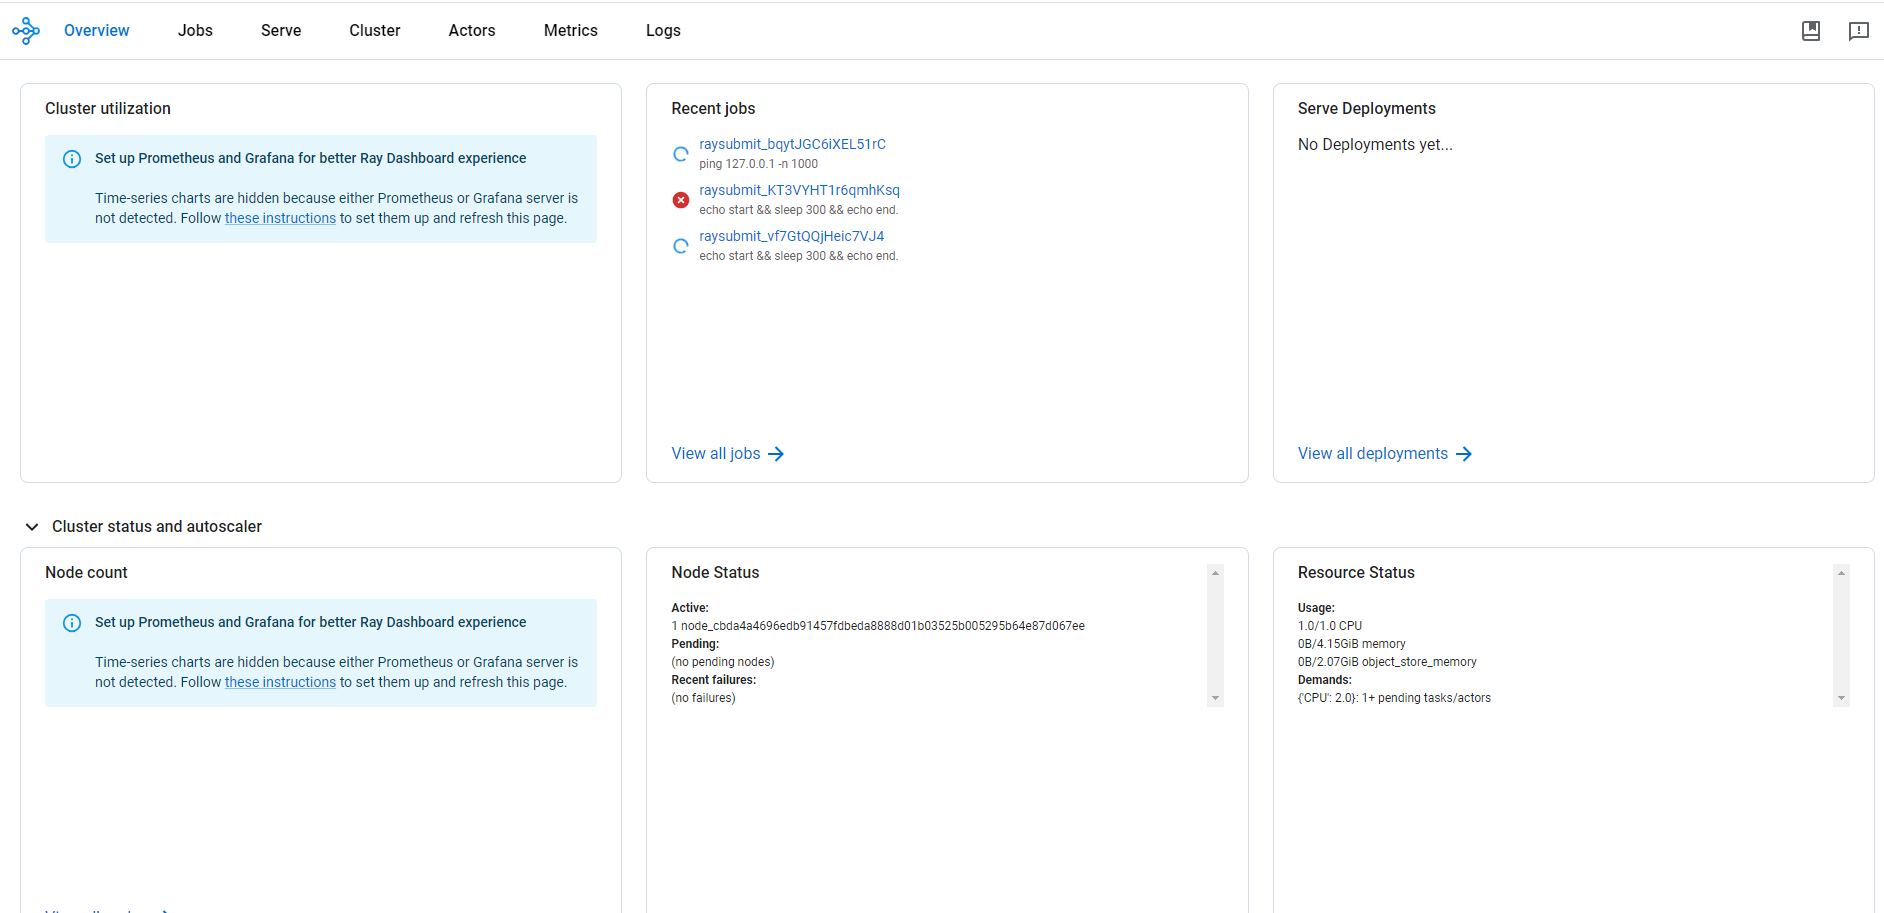 Overview Jobs Serve Cluster Actors Metrics Logs
Cluster utilization
Set up Prometheus and Grafana for better Ray Dashboard experience
Time-series charts are hidden because either Prometheus or Grafana server is
not detected. Follow these instructions to set them up and refresh this page.
Recent jobs
raysubmit_bqytJGC6iXEL51rC
ping 127.0.0.1 -n 1000
raysubmit_KT3VYHT1r6qmhKsq
echo start && sleep 300 && echo end.
raysubmit_vf7GtQQjHeic7VJ4
echo start && sleep 300 && echo end.
View all jobs
Serve Deployments
No Deployments yet...
View all deployments
Cluster status and autoscaler
Node count
Set up Prometheus and Grafana for better Ray Dashboard experience
Time-series charts are hidden because either Prometheus or Grafana server is
not detected. Follow these instructions to set them up and refresh this page.
Node Status
Active:
1 node_cbda4a4696edb91457fdbeda8888d01b03525b005295b64e87d067ee
Pending:
(no pending nodes)
Recent failures:
(no failures)
Resource Status
Usage:
1.0/1.0 CPU
0B/4.15GiB memory
0B/2.07GiB object_store_memory
Demands:
{'CPU': 2.0}: 1+ pending tasks/actors